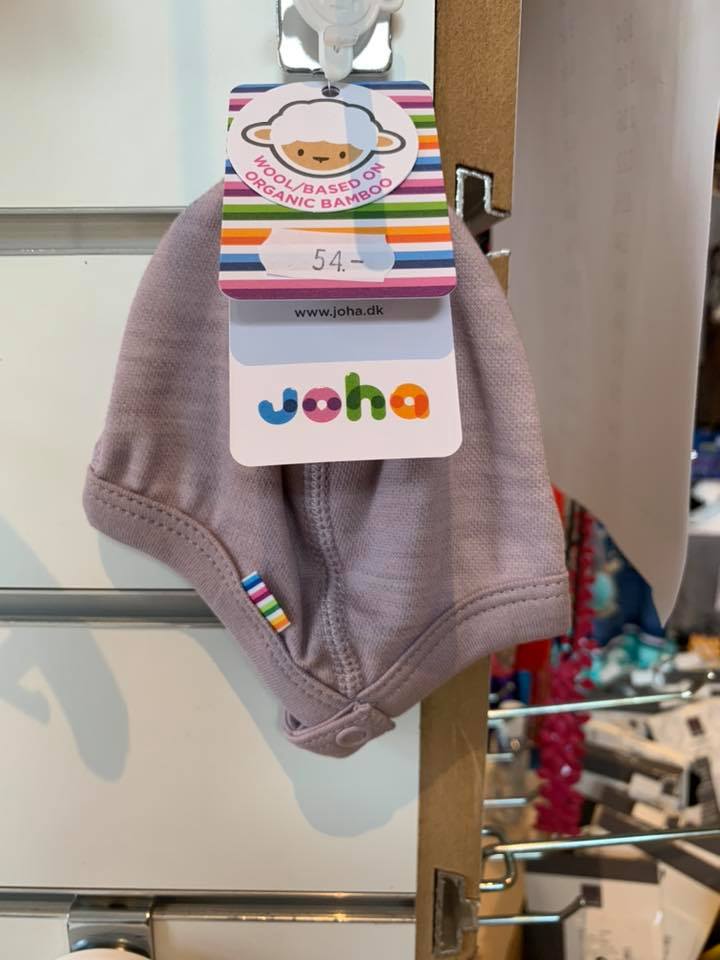 WOOL/BASED ON
ORGANIC BAMBOO
54.-
www.joha.dk
joha